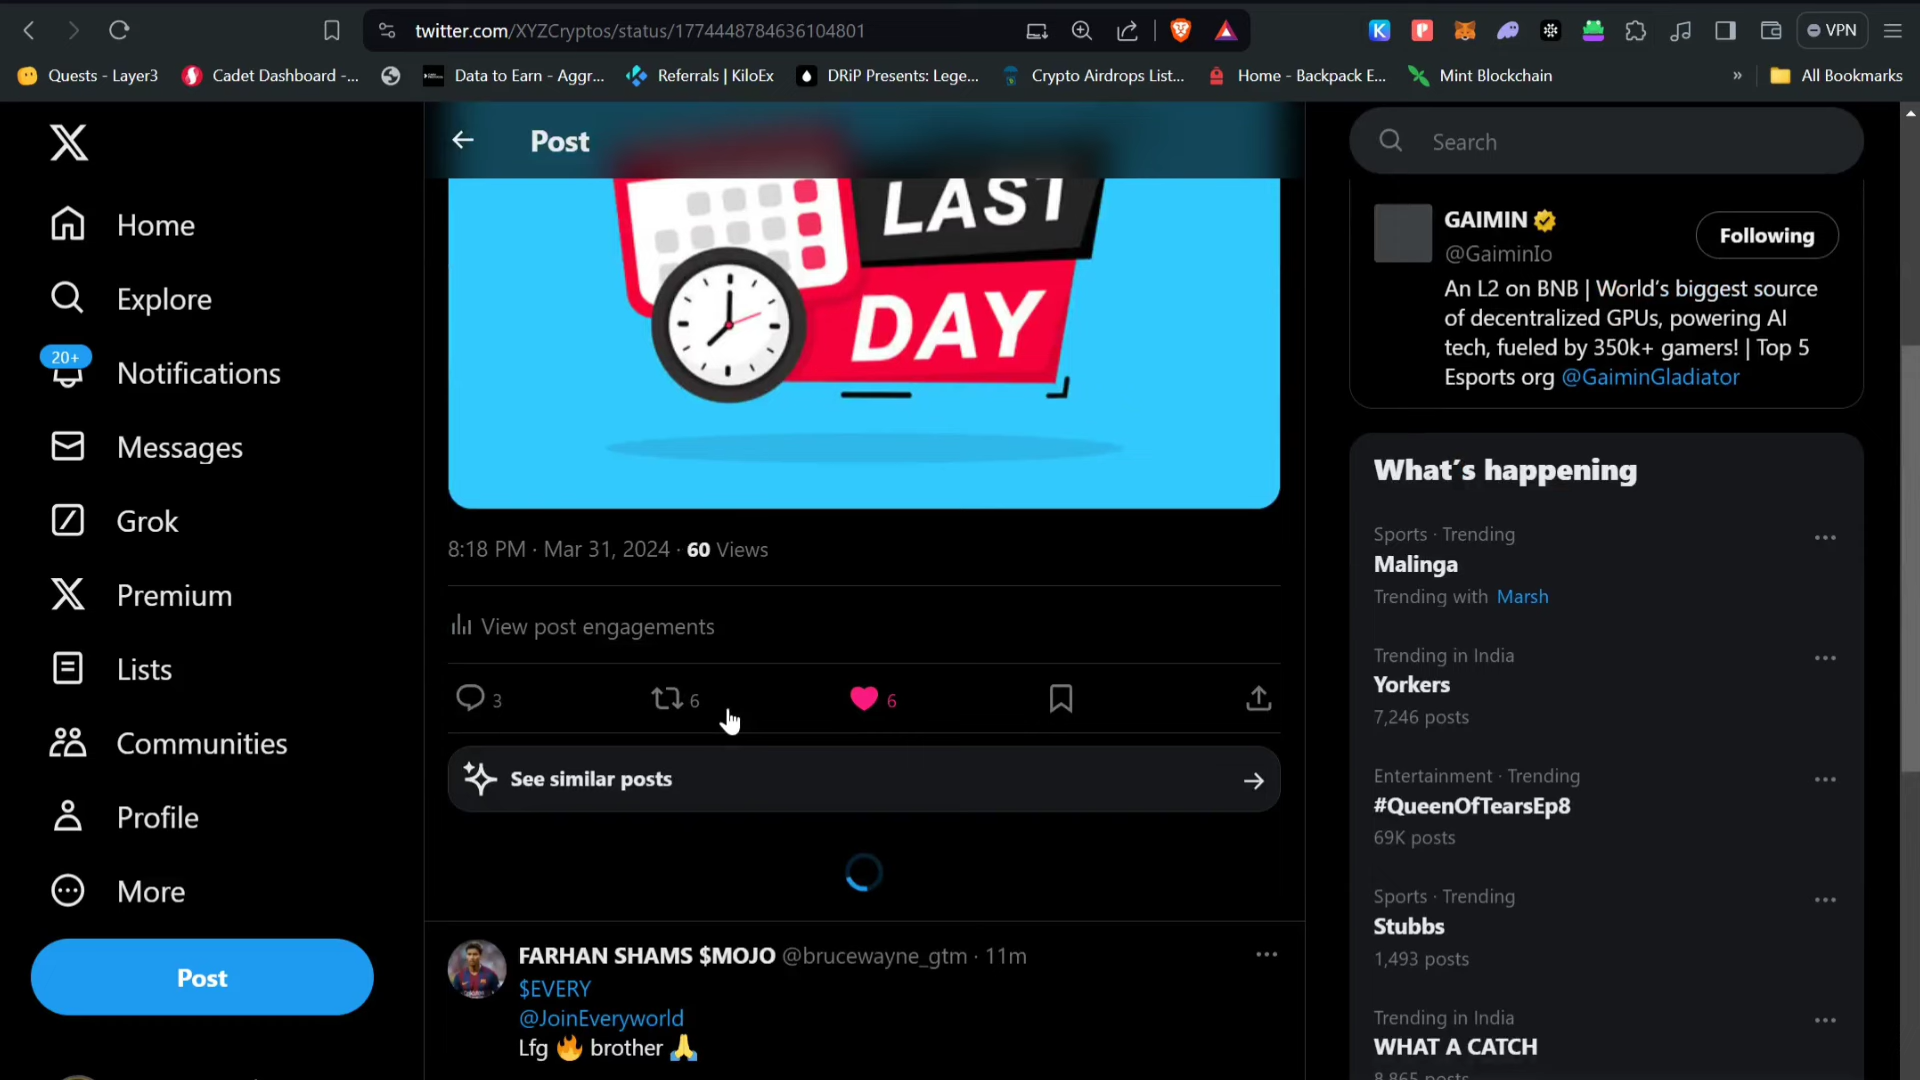 twitter.com/XYZCryptos/status/1774448784636104801
VPN
Quests - Layer3
Cadet Dashboard -...
Data to Earn - Aggr...
Referrals | KiloEx
DRiP Presents: Lege...
Crypto Airdrops List...
Home - Backpack E...
Mint Blockchain
»
All Bookmarks
Home
Explore
20+
Notifications
Messages
Grok
Premium
Lists
Communities
Profile
More
Post
Post
LAST
DAY
8:18 PM · Mar 31, 2024 · 60 Views
View post engagements
3
6
6
See similar posts
FARHAN SHAMS $MOJO @brucewayne_gtm · 11m
$EVERY
@JoinEveryworld
Lfg 🔥 brother 🙏
Search
GAIMIN
@GaiminIo
Following
An L2 on BNB | World’s biggest source
of decentralized GPUs, powering AI
tech, fueled by 350k+ gamers! | Top 5
Esports org @GaiminGladiator
What’s happening
Sports · Trending
Malinga
Trending with Marsh
Trending in India
Yorkers
7,246 posts
Entertainment · Trending
#QueenOfTearsEp8
69K posts
Sports · Trending
Stubbs
1,493 posts
Trending in India
WHAT A CATCH
8,865 posts